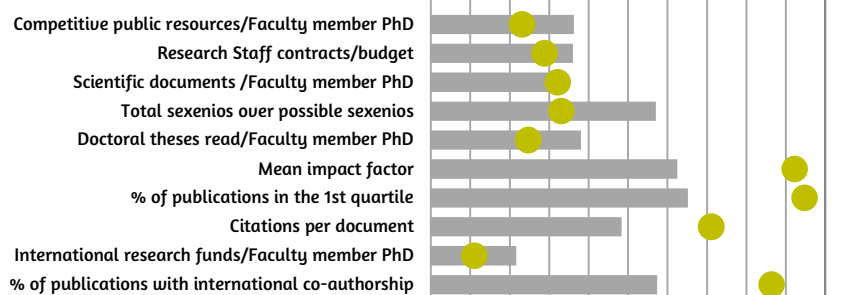 Competitive public resources/Faculty member PhD
Research Staff contracts/budget
Scientific documents /Faculty member PhD
Total sexenios over possible sexenios
Doctoral theses read/Faculty member PhD
Mean impact factor
% of publications in the 1st quartile
Citations per document
International research funds/Faculty member PhD
% of publications with international co-authorship